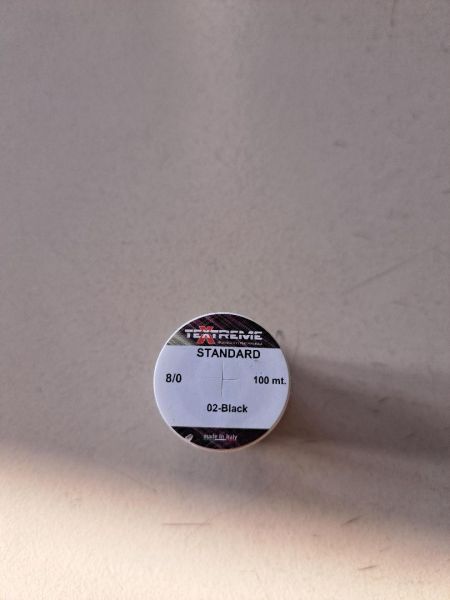 TEXTREME
STANDARD
8/0
100 mt.
02-Black
made in italy